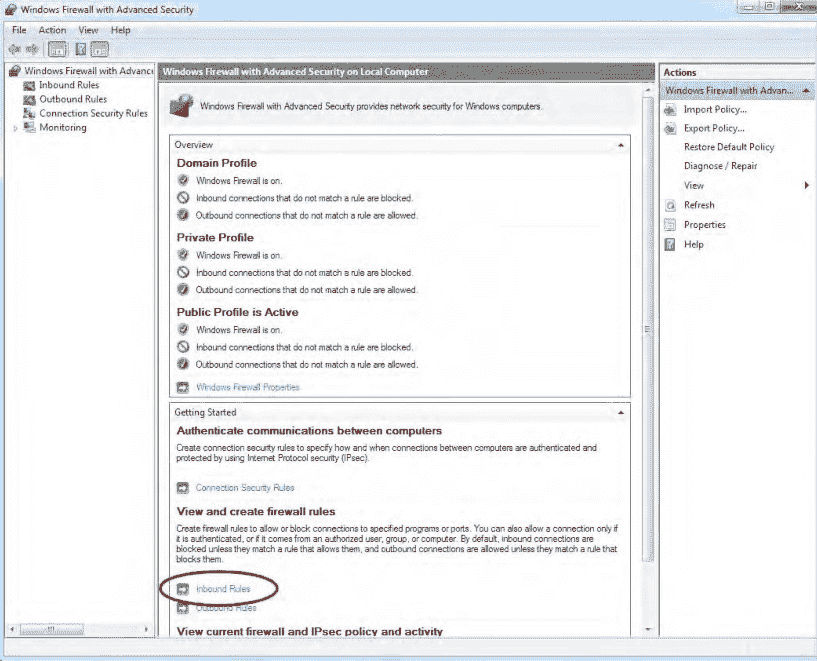 Windows Firewall with Advanced Security
File Action View Help
Windows Firewall with Advance
Inbound Rules
Outbound Rules
Connection Security Rules
Monitoring
Windows Firewall with Advanced Security on Local Computer
Windows Firewall with Advanced Security provides network security for Windows computers.
Overview
Domain Profile
Windows Firewall is on.
Inbound connections that do not match a rule are blocked.
Outbound connections that do not match a rule are allowed.
Private Profile
Windows Firewall is on.
Inbound connections that do not match a rule are blocked.
Outbound connections that do not match a rule are allowed.
Public Profile is Active
Windows Firewall is on.
Inbound connections that do not match a rule are blocked.
Outbound connections that do not match a rule are allowed.
Windows Firewall Properties
Getting Started
Authenticate communications between computers
Create connection security rules to specify how and when connections between computers are authenticated and
protected by using Internet Protocol security (IPsec).
Connection Security Rules
View and create firewall rules
Create firewall rules to allow or block connections to specified programs or ports. You can also allow a connection only if
it is authenticated, or if it comes from an authorized user, group, or computer. By default, inbound connections are
blocked unless they match a rule that allows them, and outbound connections are allowed unless they match a rule that
blocks them.
Inbound Rules
Outbound Rules
View current firewall and IPsec policy and activity
Actions
Windows Firewall with Advan...
Import Policy...
Export Policy...
Restore Default Policy
Diagnose / Repair
View
Refresh
Properties
Help